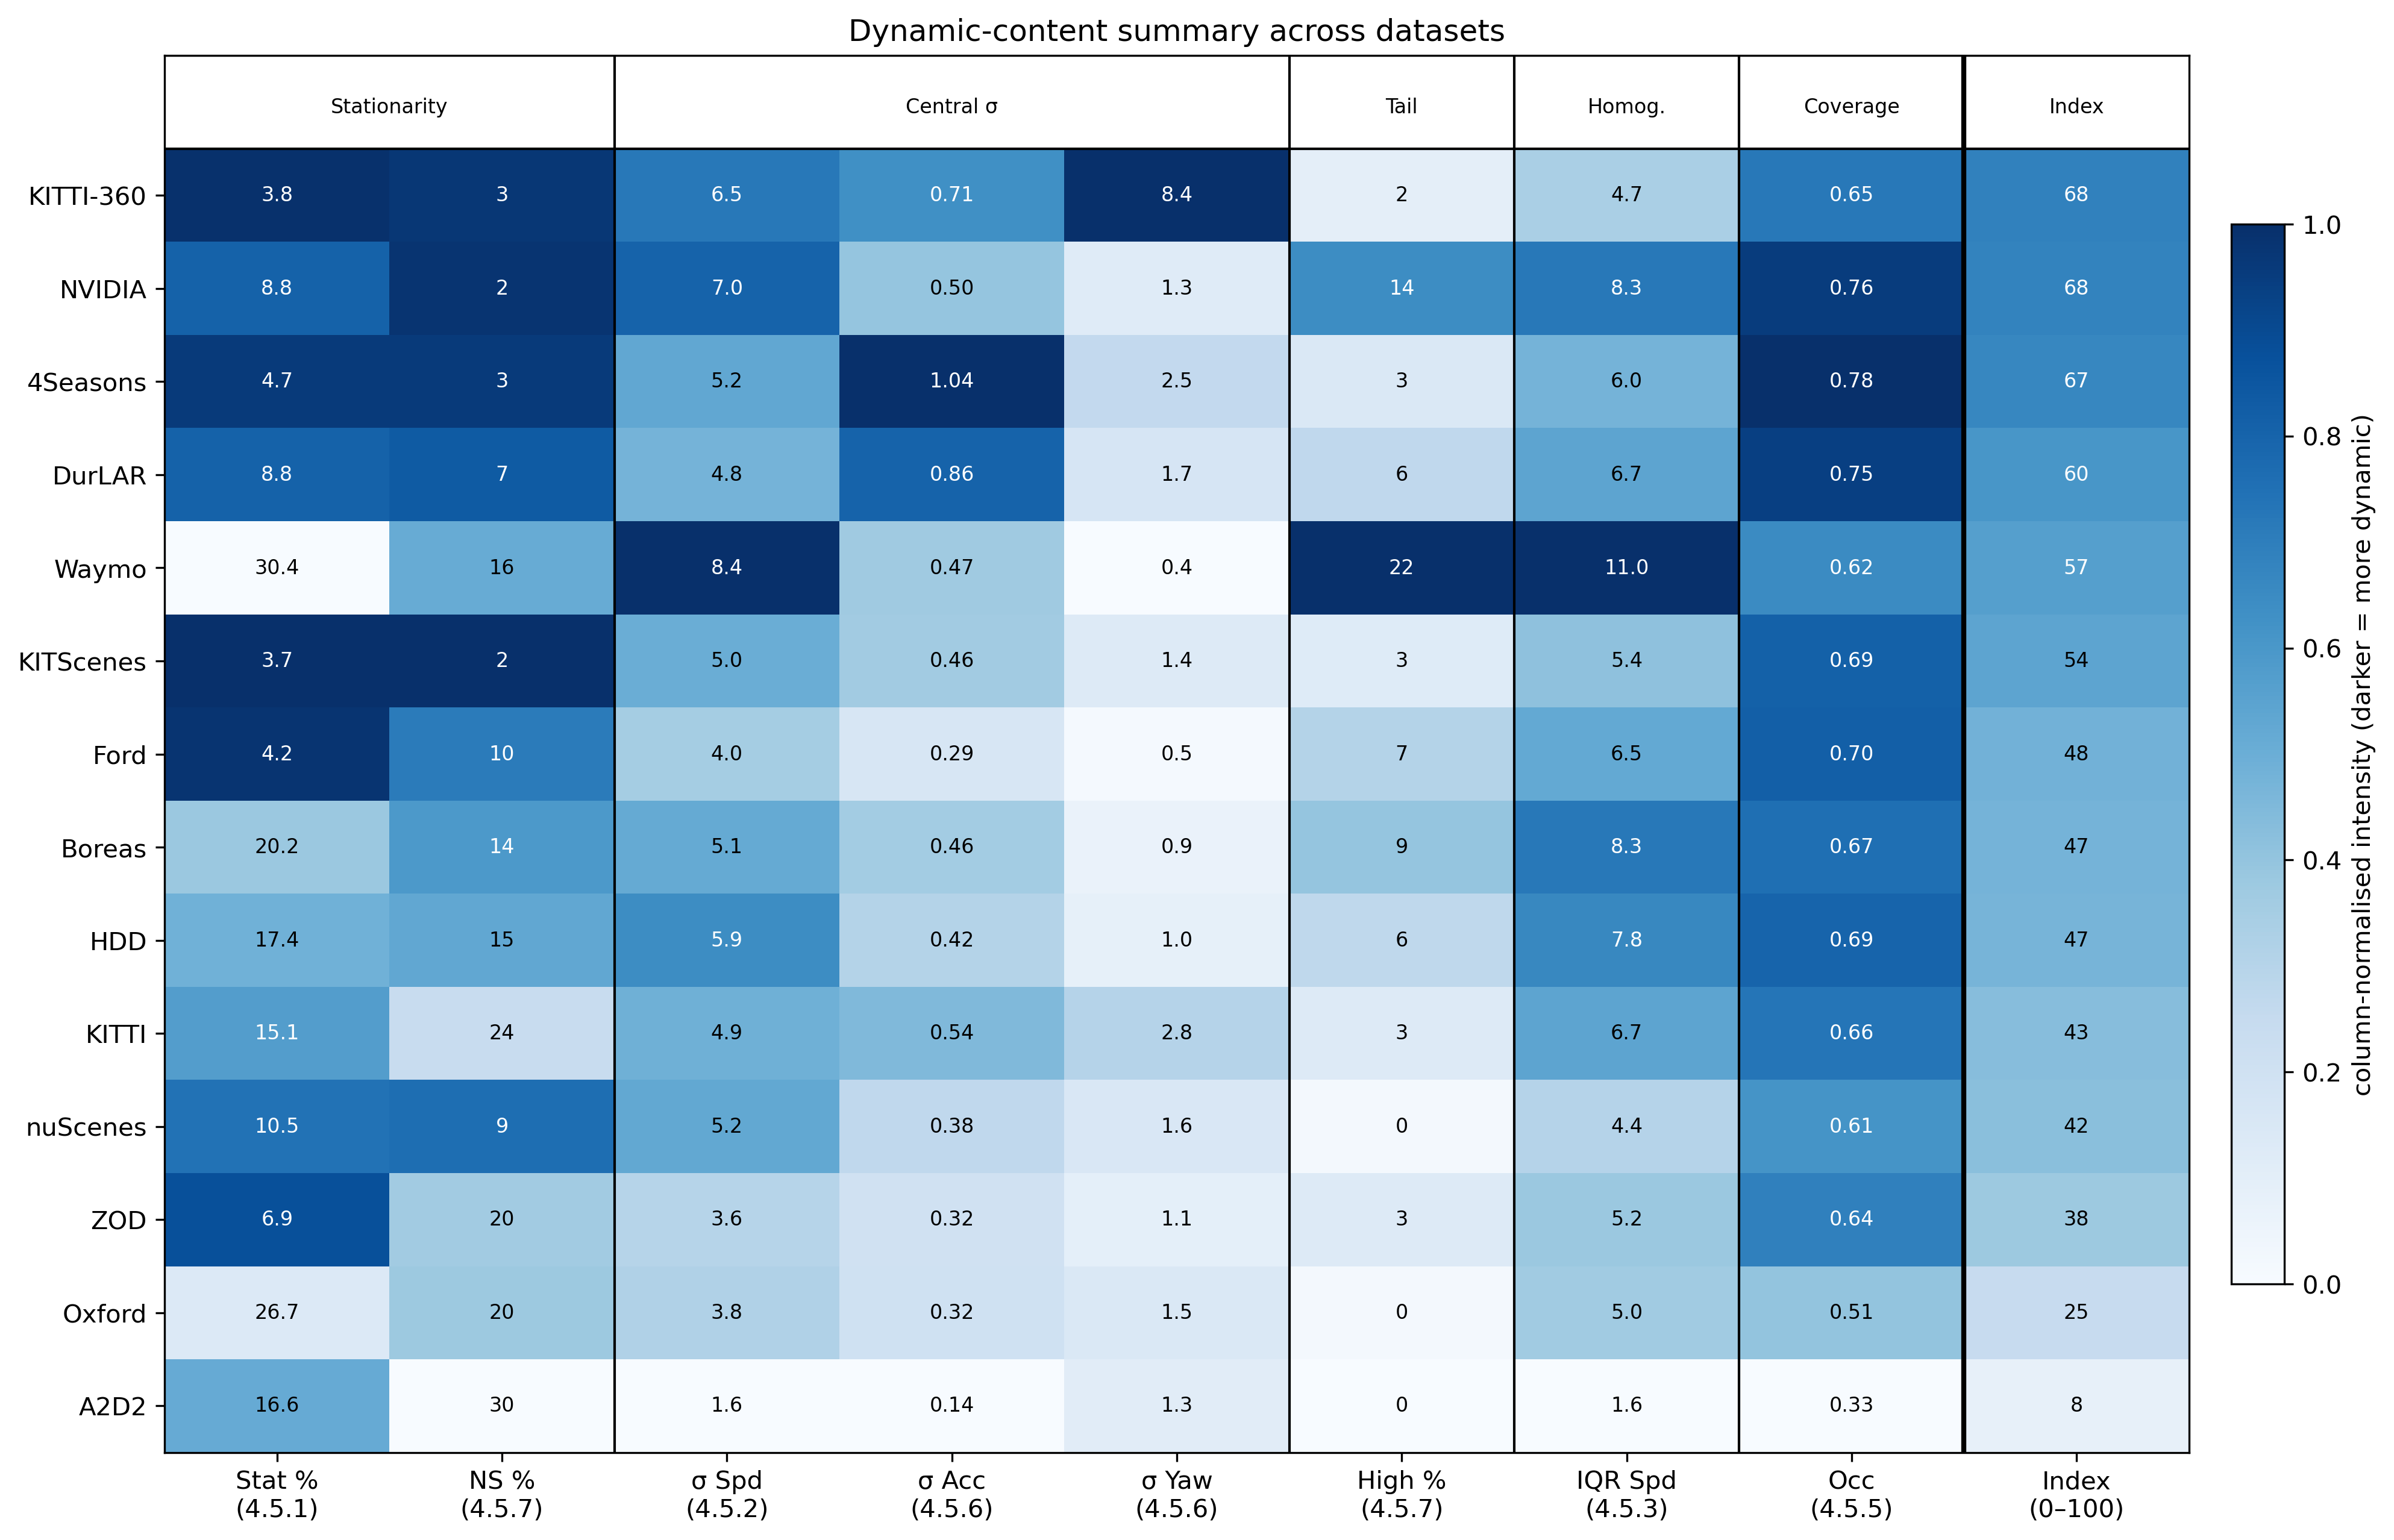 Dynamic-content summary across datasets
Stationarity Central σ Tail Homog. Coverage Index
KITTI-360 3.8 3 6.5 0.71 8.4 2 4.7 0.65 68
NVIDIA 8.8 2 7.0 0.50 1.3 14 8.3 0.76 68
4Seasons 4.7 3 5.2 1.04 2.5 3 6.0 0.78 67
DurLAR 8.8 7 4.8 0.86 1.7 6 6.7 0.75 60
Waymo 30.4 16 8.4 0.47 0.4 22 11.0 0.62 57
KITScenes 3.7 2 5.0 0.46 1.4 3 5.4 0.69 54
Ford 4.2 10 4.0 0.29 0.5 7 6.5 0.70 48
Boreas 20.2 14 5.1 0.46 0.9 9 8.3 0.67 47
HDD 17.4 15 5.9 0.42 1.0 6 7.8 0.69 47
KITTI 15.1 24 4.9 0.54 2.8 3 6.7 0.66 43
nuScenes 10.5 9 5.2 0.38 1.6 0 4.4 0.61 42
ZOD 6.9 20 3.6 0.32 1.1 3 5.2 0.64 38
Oxford 26.7 20 3.8 0.32 1.5 0 5.0 0.51 25
A2D2 16.6 30 1.6 0.14 1.3 0 1.6 0.33 8
Stat % NS % σ Spd σ Acc σ Yaw High % IQR Spd Occ Index
(4.5.1) (4.5.7) (4.5.2) (4.5.6) (4.5.6) (4.5.7) (4.5.3) (4.5.5) (0–100)
1.0
0.8
0.6
0.4
0.2
0.0
column-normalised intensity (darker = more dynamic)